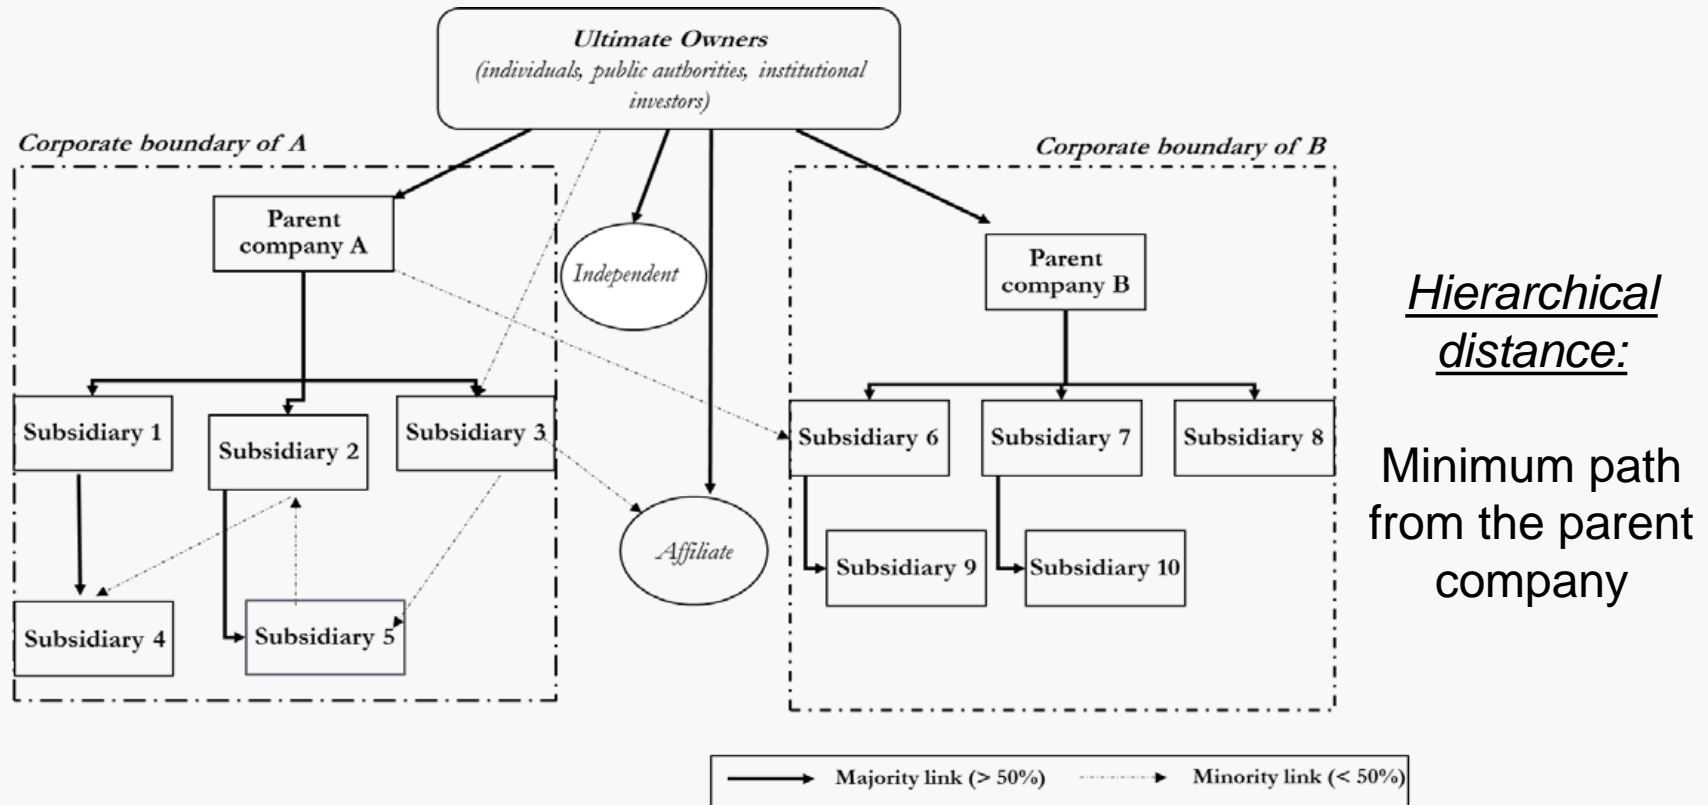 Ultimate Owners
(individuals, public authorities, institutional
investors)
Corporate boundary of A
Corporate boundary of B
Parent
company A
Independent
Parent
company B
Hierarchical
distance:
Subsidiary 1
Subsidiary 2
Subsidiary 3
Subsidiary 6
Subsidiary 7
Subsidiary 8
Minimum path
from the parent
company
Affiliate
Subsidiary 9
Subsidiary 10
Subsidiary 4
Subsidiary 5
Majority link (> 50%)
Minority link (< 50%)